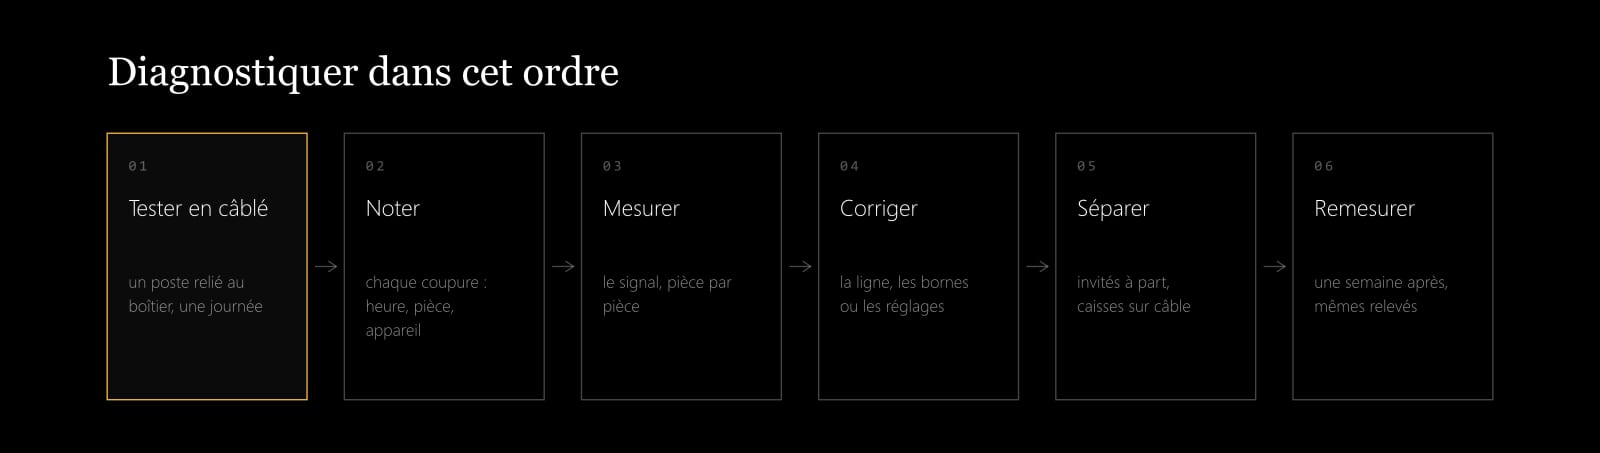 Diagnostiquer dans cet ordre
01
Tester en câblé
un poste relié au
boîtier, une journée
02
Noter
chaque coupure :
heure, pièce,
appareil
03
Mesurer
le signal, pièce par
pièce
04
Corriger
la ligne, les bornes
ou les réglages
05
Séparer
invités à part,
caisses sur câble
06
Remesurer
une semaine après,
mêmes relevés